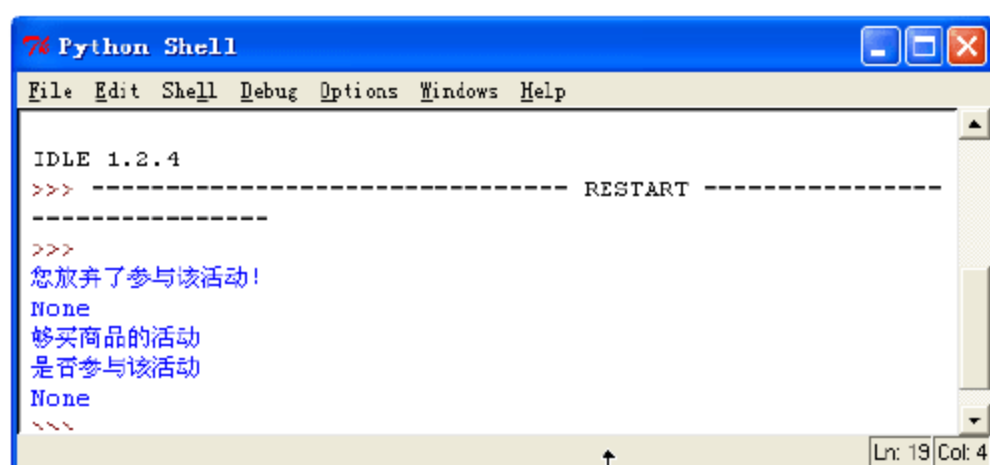 Python Shell
File Edit Shell Debug Options Windows Help
IDLE 1.2.4
>>> -------------------------------- RESTART ----------------
----------------
>>>
您放弃了参与该活动!
None
够买商品的活动
是否参与该活动
None
>>>
Ln: 19 Col: 4